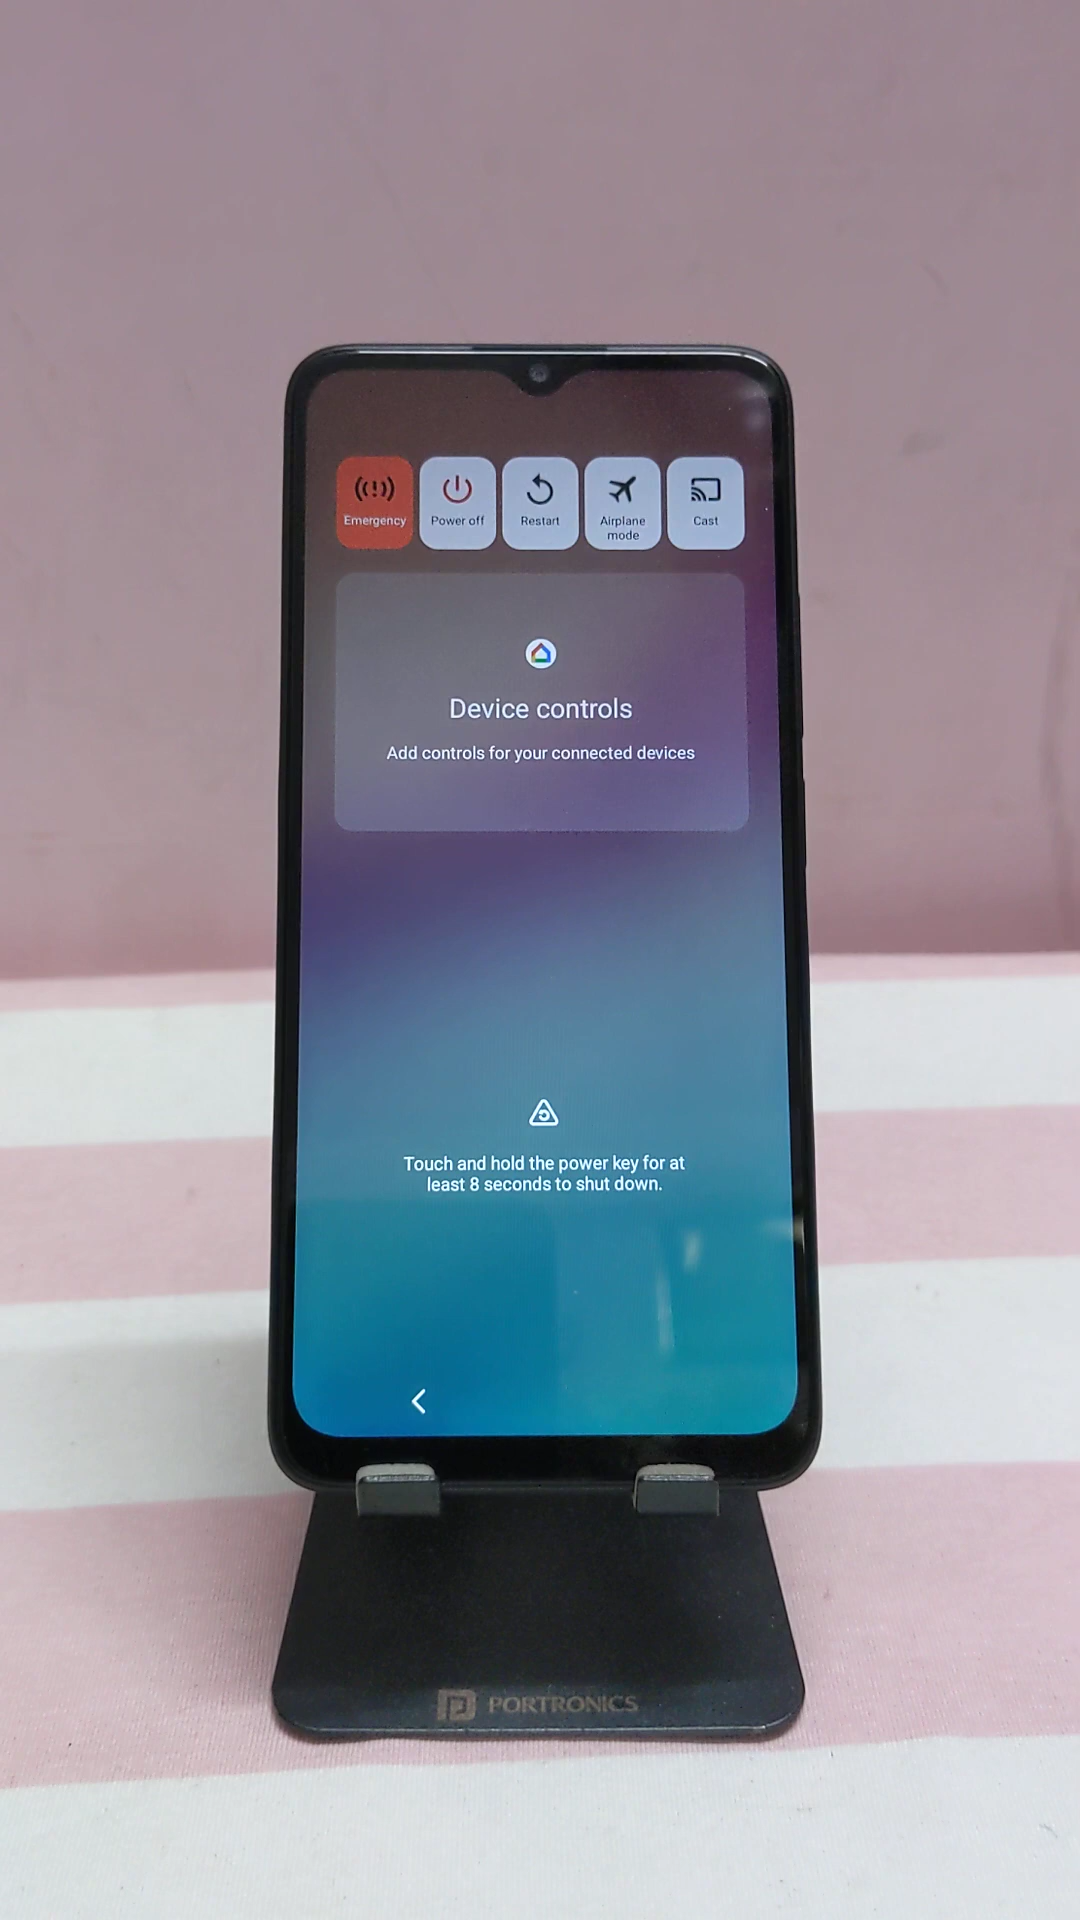 Emergency
Power off
Restart
Airplane
mode
Cast
Device controls
Add controls for your connected devices
Touch and hold the power key for at
least 8 seconds to shut down.
PORTRONICS